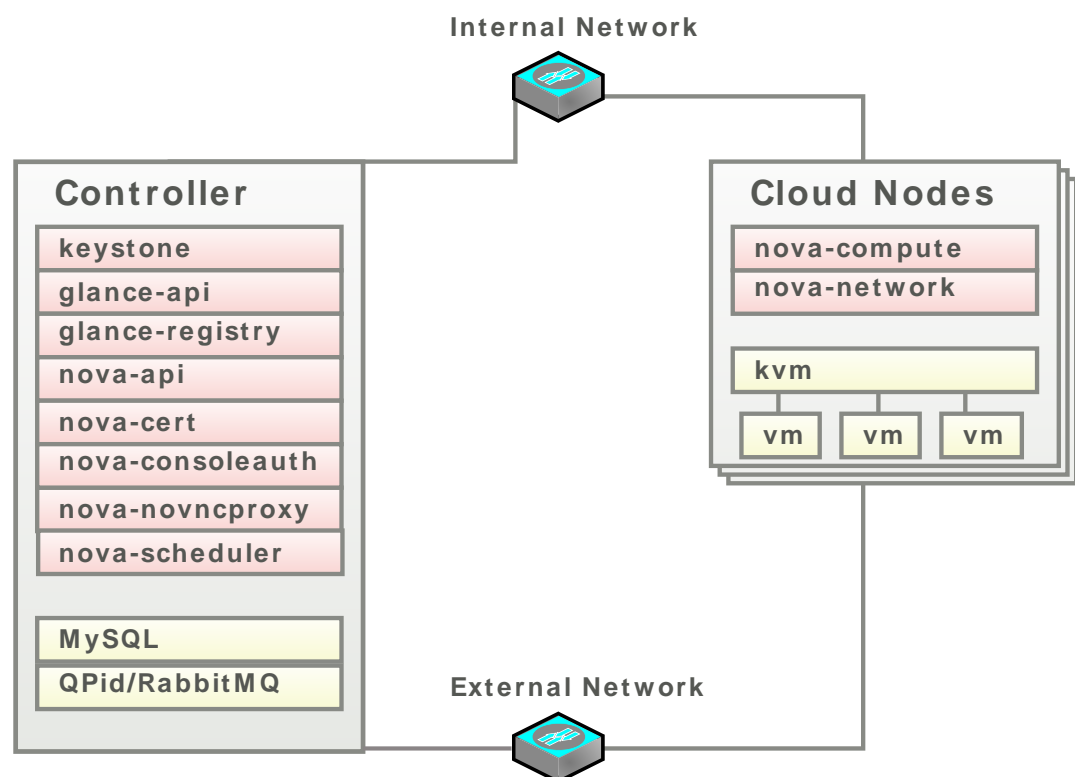 Internal Network
Controller
keystone
glance-api
glance-registry
nova-api
nova-cert
nova-consoleauth
nova-novncproxy
nova-scheduler
MySQL
QPid/RabbitMQ
Cloud Nodes
nova-compute
nova-network
kvm
vm vm vm
External Network